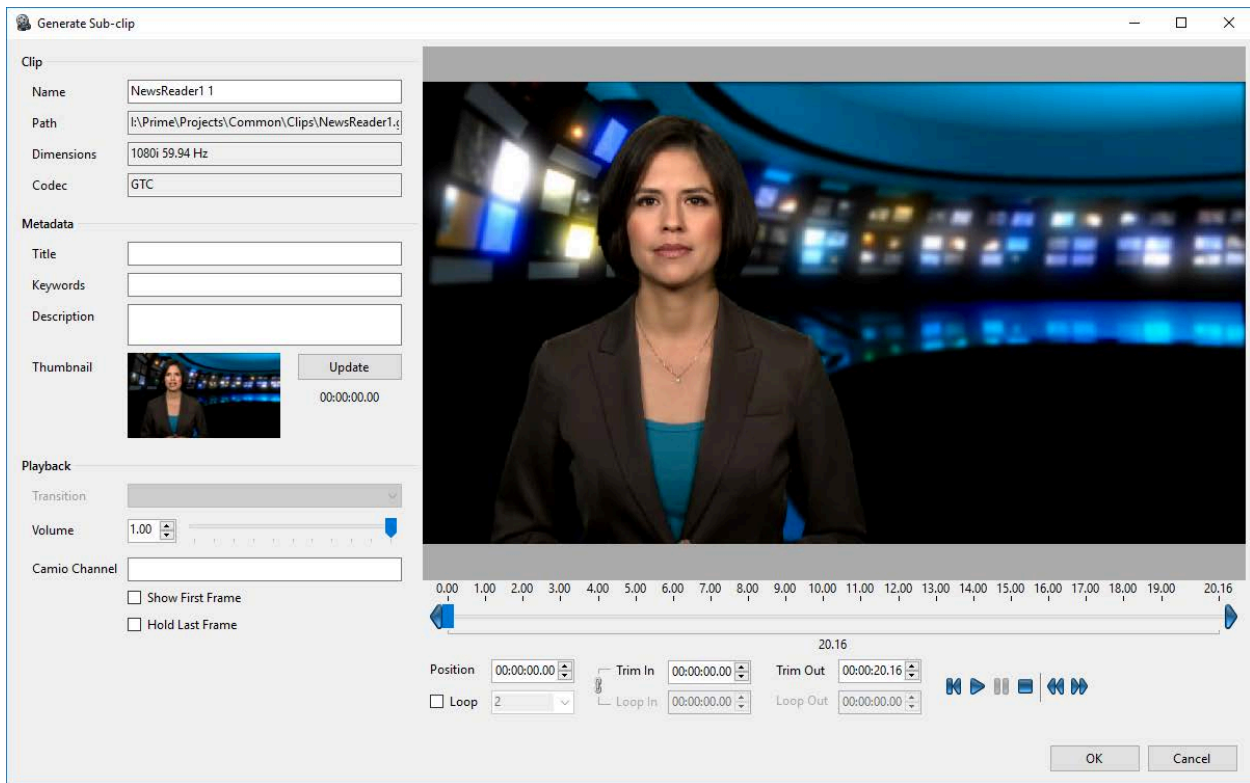 Generate Sub-clip
Clip
Name NewsReader1 1
Path I:\Prime\Projects\Common\Clips\NewsReader1.g
Dimensions 1080i 59.94 Hz
Codec GTC
Metadata
Title
Keywords
Description
Thumbnail Update
00:00:00.00
Playback
Transition
Volume 1.00
Camio Channel
Show First Frame
Hold Last Frame
0.00 1.00 2.00 3.00 4.00 5.00 6.00 7.00 8.00 9.00 10.00 11.00 12.00 13.00 14.00 15.00 16.00 17.00 18.00 19.00 20.16
20.16
Position 00:00:00.00 Trim In 00:00:00.00 Trim Out 00:00:20.16
Loop 2 Loop In 00:00:00.00 Loop Out 00:00:00.00
OK Cancel